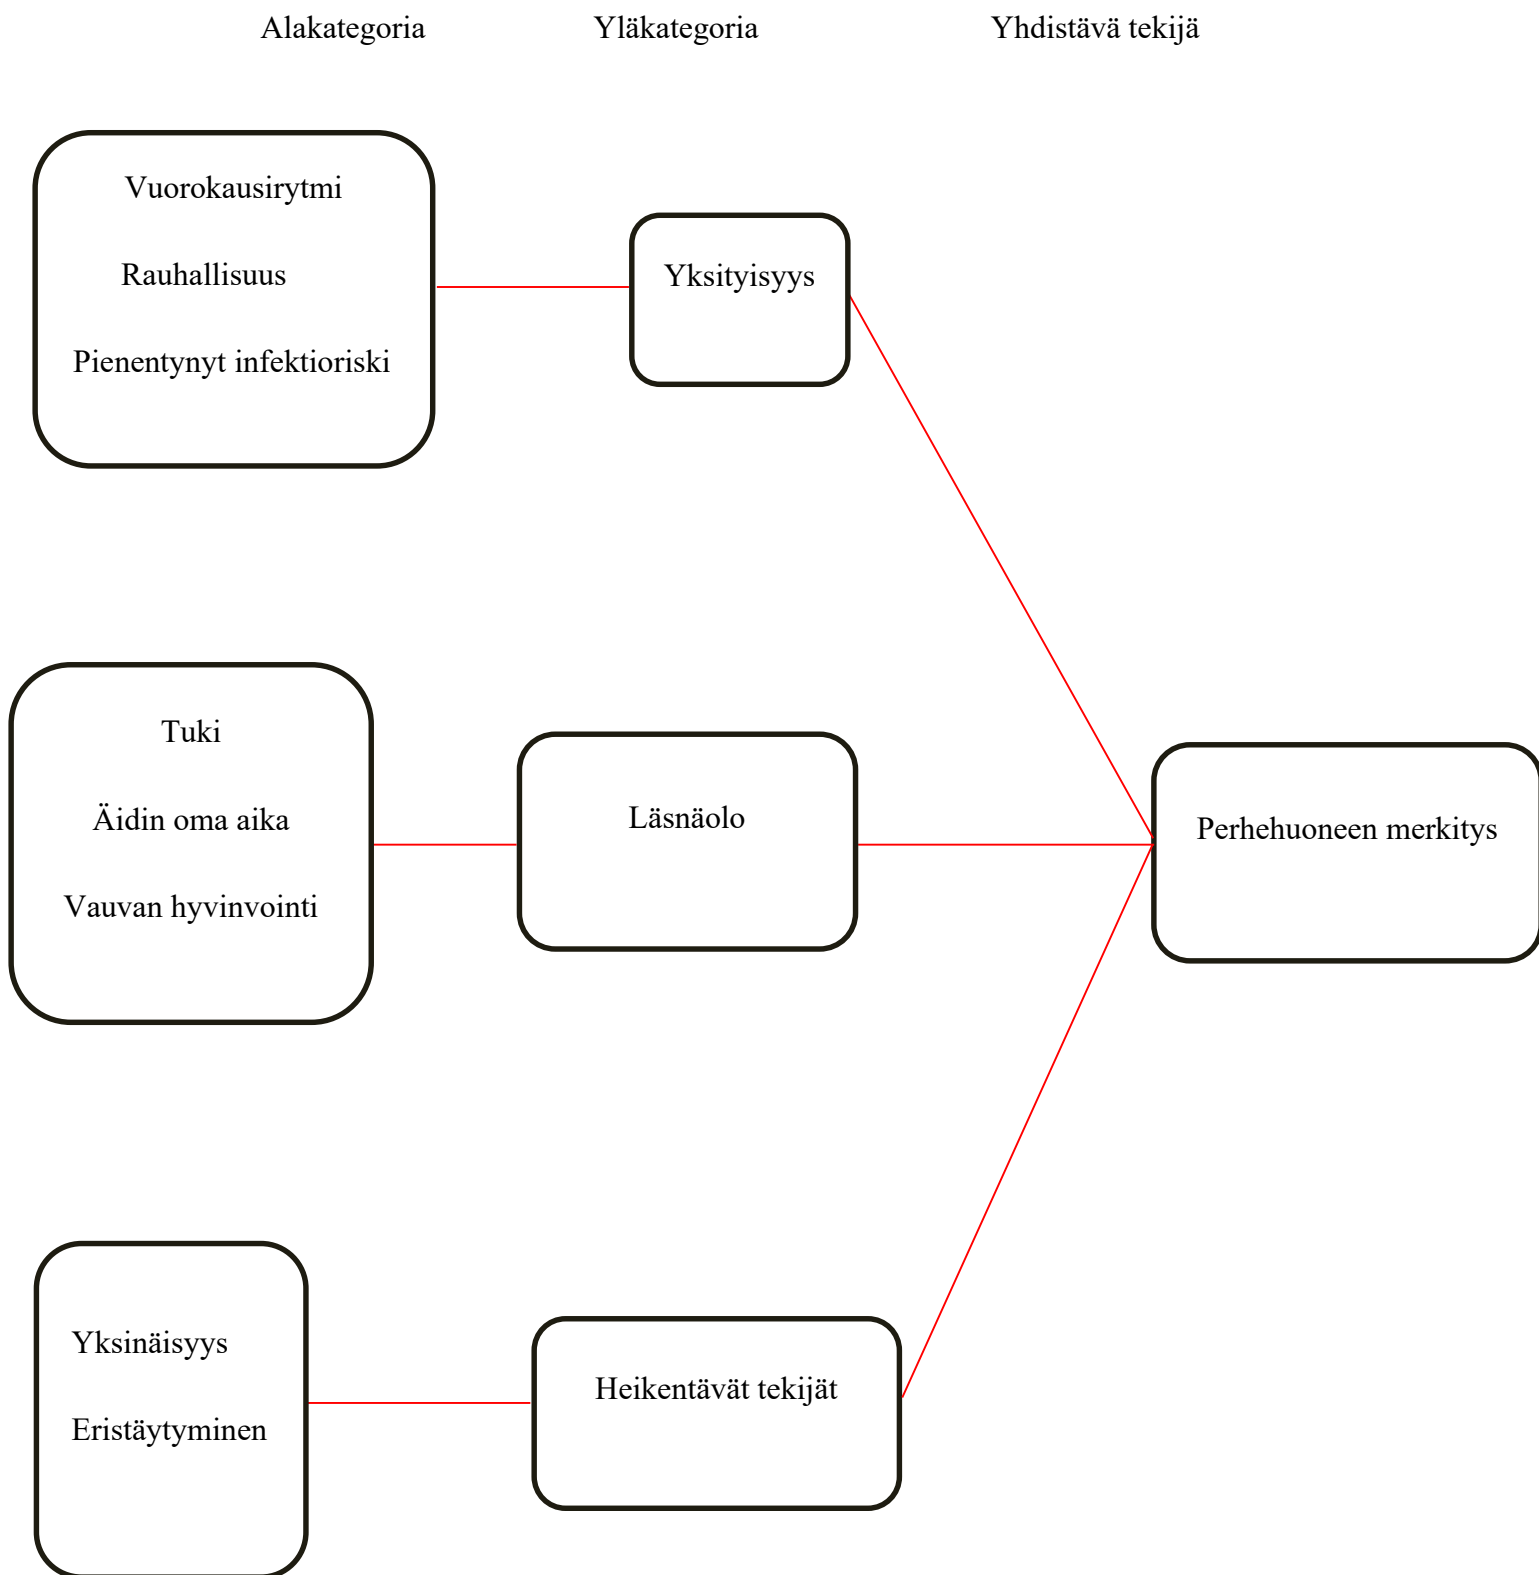 Alakategoria Yläkategoria Yhdistävä tekijä
Vuorokausirytmi
Rauhallisuus
Pienentynyt infektioriski
Yksityisyys
Tuki
Äidin oma aika
Vauvan hyvinvointi
Läsnäolo
Perhehuoneen merkitys
Yksinäisyys
Eristäytyminen
Heikentävät tekijät